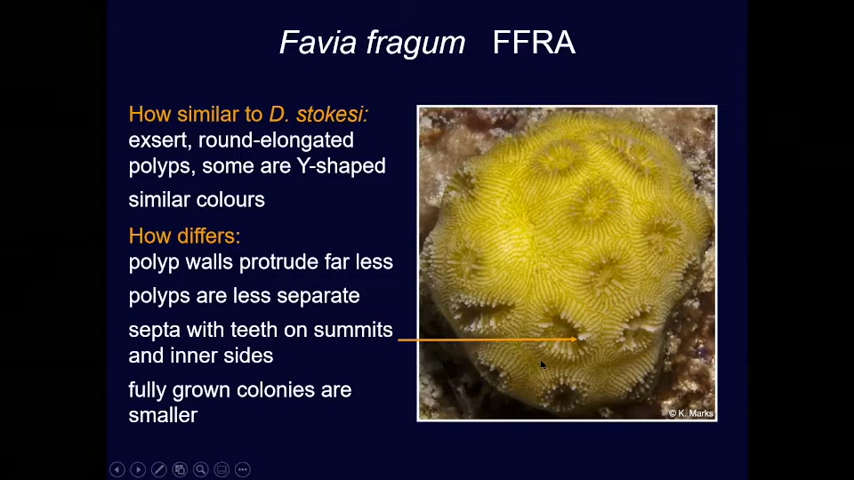 Favia fragum FFRA
How similar to D. stokesi:
exsert, round-elongated
polyps, some are Y-shaped
similar colours
How differs:
polyp walls protrude far less
polyps are less separate
septa with teeth on summits
and inner sides
fully grown colonies are
smaller
© K. Marks